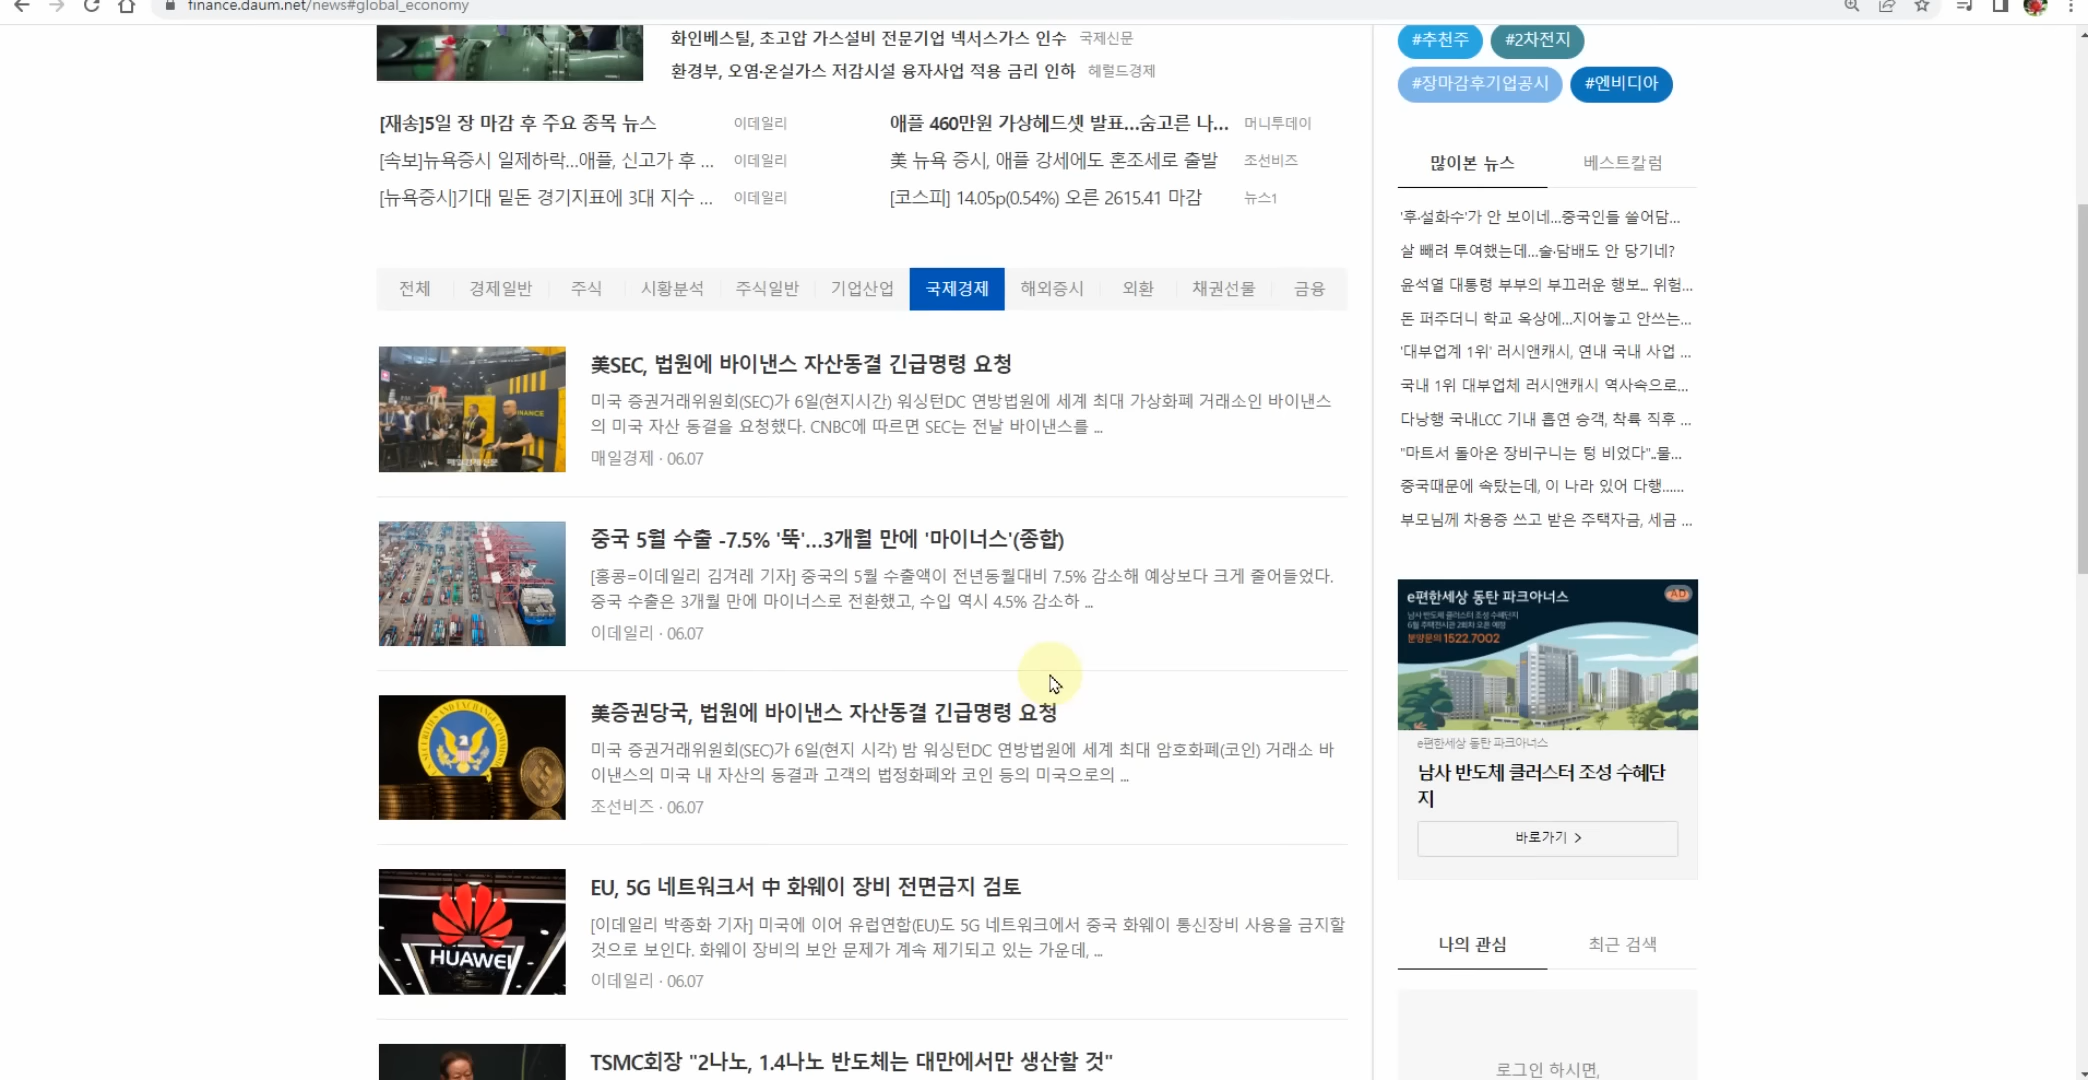 finance.daum.net/news#global_economy
화인베스틸, 초고압 가스설비 전문기업 넥서스가스 인수 국제신문
환경부, 오염·온실가스 저감시설 융자사업 적용 금리 인하 헤럴드경제
[재송]5일 장 마감 후 주요 종목 뉴스 이데일리
애플 460만원 가상헤드셋 발표...숨고른 나... 머니투데이
[속보]뉴욕증시 일제하락...애플, 신고가 후 ... 이데일리
美 뉴욕 증시, 애플 강세에도 혼조세로 출발 조선비즈
[뉴욕증시]기대 밑돈 경기지표에 3대 지수 ... 이데일리
[코스피] 14.05p(0.54%) 오른 2615.41 마감 뉴스1
전체 경제일반 주식 시황분석 주식일반 기업산업 국제경제 해외증시 외환 채권선물 금융
美SEC, 법원에 바이낸스 자산동결 긴급명령 요청
미국 증권거래위원회(SEC)가 6일(현지시간) 워싱턴DC 연방법원에 세계 최대 가상화폐 거래소인 바이낸스
의 미국 자산 동결을 요청했다. CNBC에 따르면 SEC는 전날 바이낸스를 ...
매일경제 · 06.07
중국 5월 수출 -7.5% '뚝'...3개월 만에 '마이너스'(종합)
[홍콩=이데일리 김겨레 기자] 중국의 5월 수출액이 전년동월대비 7.5% 감소해 예상보다 크게 줄어들었다.
중국 수출은 3개월 만에 마이너스로 전환했고, 수입 역시 4.5% 감소하 ...
이데일리 · 06.07
美증권당국, 법원에 바이낸스 자산동결 긴급명령 요청
미국 증권거래위원회(SEC)가 6일(현지 시각) 밤 워싱턴DC 연방법원에 세계 최대 암호화폐(코인) 거래소 바
이낸스의 미국 내 자산의 동결과 고객의 법정화폐와 코인 등의 미국으로의 ...
조선비즈 · 06.07
HUAWEI
EU, 5G 네트워크서 中 화웨이 장비 전면금지 검토
[이데일리 박종화 기자] 미국에 이어 유럽연합(EU)도 5G 네트워크에서 중국 화웨이 통신장비 사용을 금지할
것으로 보인다. 화웨이 장비의 보안 문제가 계속 제기되고 있는 가운데, ...
이데일리 · 06.07
TSMC회장 "2나노, 1.4나노 반도체는 대만에서만 생산할 것"
#추천주 #2차전지
#장마감후기업공시 #엔비디아
많이본 뉴스 베스트칼럼
'후·설화수'가 안 보이네...중국인들 쓸어담...
살 빼려 투여했는데...술·담배도 안 당기네?
윤석열 대통령 부부의 부끄러운 행보... 위험...
돈 퍼주더니 학교 옥상에...지어놓고 안쓰는...
'대부업계 1위' 러시앤캐시, 연내 국내 사업 ...
국내 1위 대부업체 러시앤캐시 역사속으로...
다낭행 국내LCC 기내 흡연 승객, 착륙 직후 ...
"마트서 돌아온 장비구니는 텅 비었다"..물...
중국때문에 속탔는데, 이 나라 있어 다행......
부모님께 차용증 쓰고 받은 주택자금, 세금 ...
e편한세상 동탄 파크아너스
AD
남사 반도체 클러스터 조성 수혜단지
분양문의 1522.7002
e편한세상 동탄 파크아너스
남사 반도체 클러스터 조성 수혜단
지
바로가기 >
나의 관심 최근 검색
로그인 하시면,